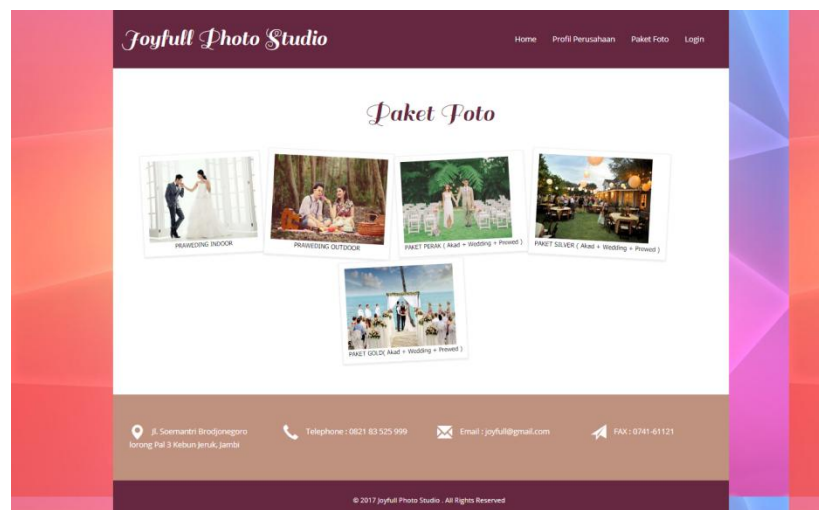 Joyfull Photo Studio
Home Profil Perusahaan Paket Foto Login
Paket Foto
PRAWEDING INDOOR
PRAWEDING OUTDOOR
PAKET PERAK ( Akad + Wedding + Prewed )
PAKET SILVER ( Akad + Wedding + Prewed )
PAKET GOLD( Akad + Wedding + Prewed )
Jl. Soemantri Brodjonegoro
lorong Pal 3 Kebun Jeruk, Jambi
Telephone : 0821 83 525 999
Email : joyfull@gmail.com
FAX : 0741-61121
© 2017 Joyfull Photo Studio . All Rights Reserved